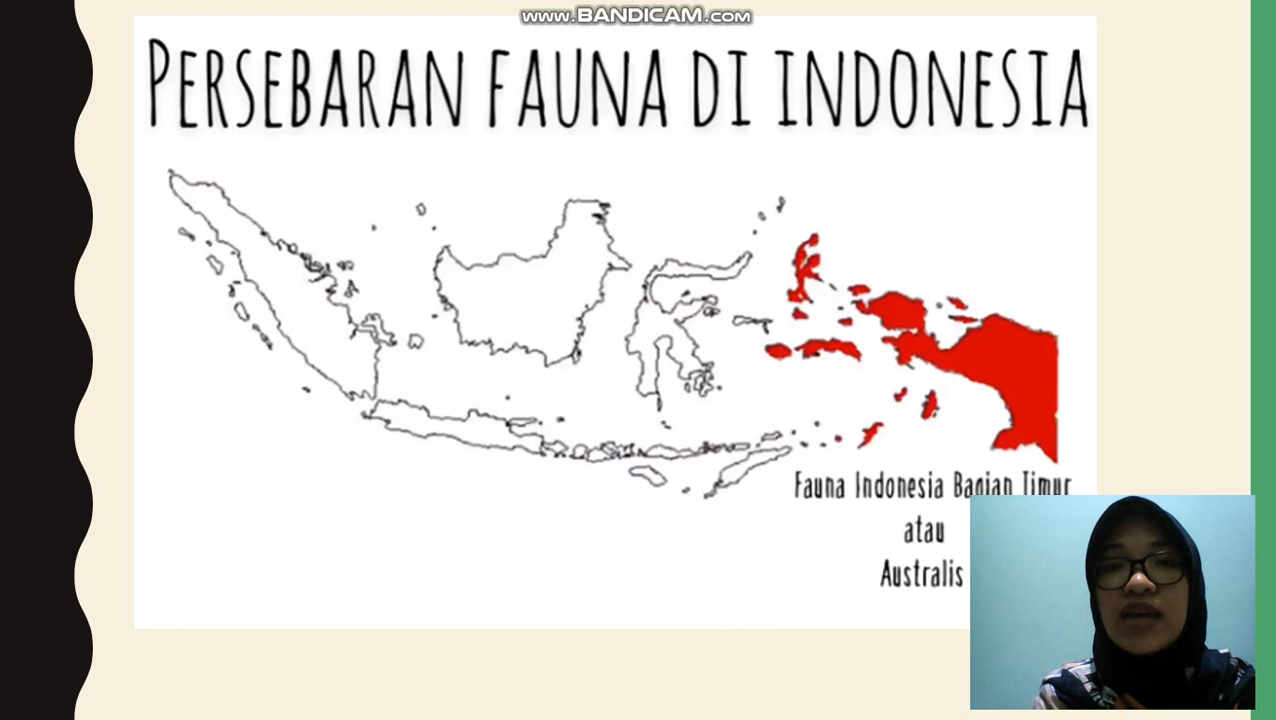 www.BANDICAM.com
PERSEBARAN FAUNA DI INDONESIA
Fauna Indonesia Bagian Timur
atau
Australis